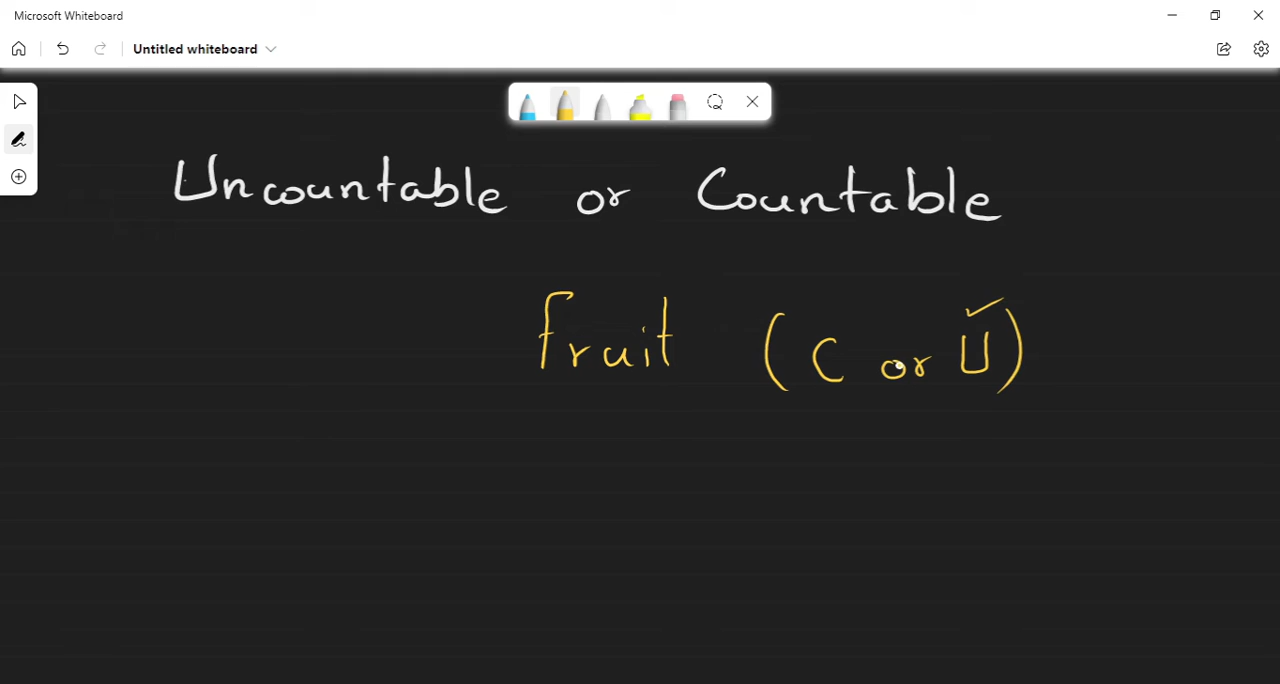 Microsoft Whiteboard
Untitled whiteboard
Uncountable or Countable
fruit (C or U)